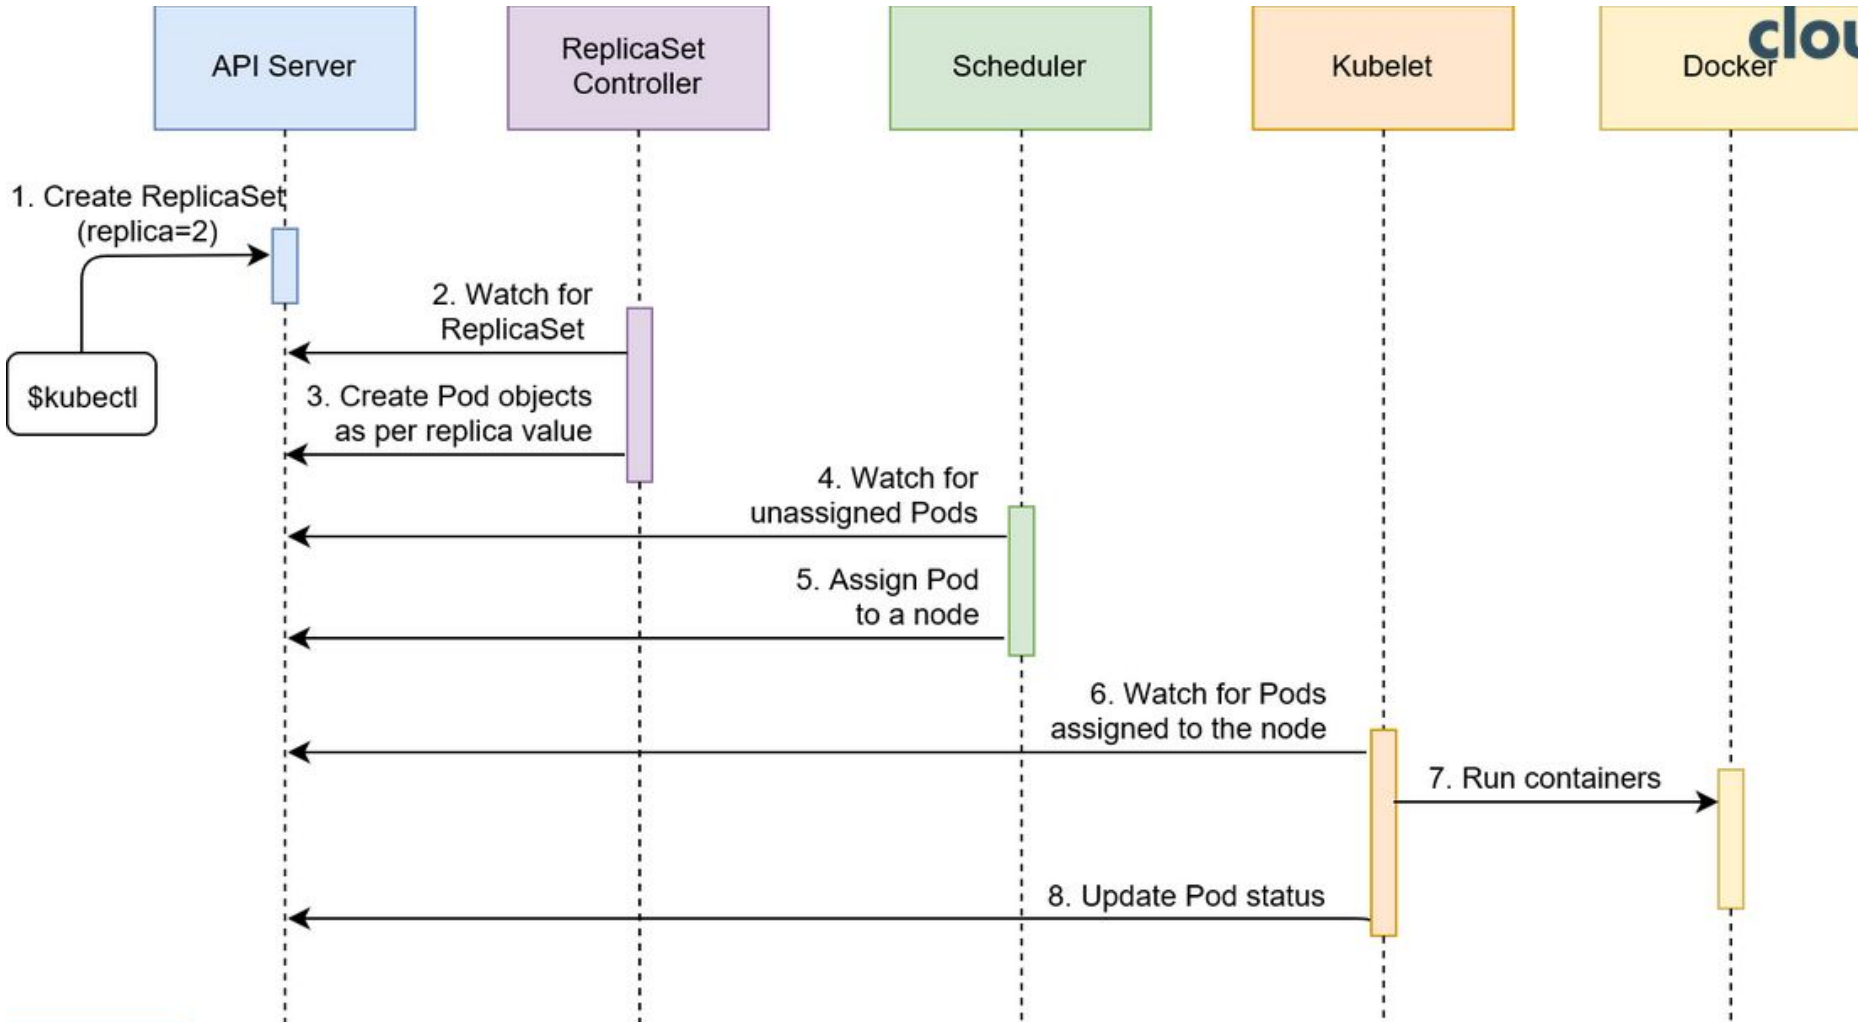 API Server
ReplicaSet
Controller
Scheduler
Kubelet
Docker
clou
1. Create ReplicaSet
(replica=2)
$kubectl
2. Watch for
ReplicaSet
3. Create Pod objects
as per replica value
4. Watch for
unassigned Pods
5. Assign Pod
to a node
6. Watch for Pods
assigned to the node
7. Run containers
8. Update Pod status